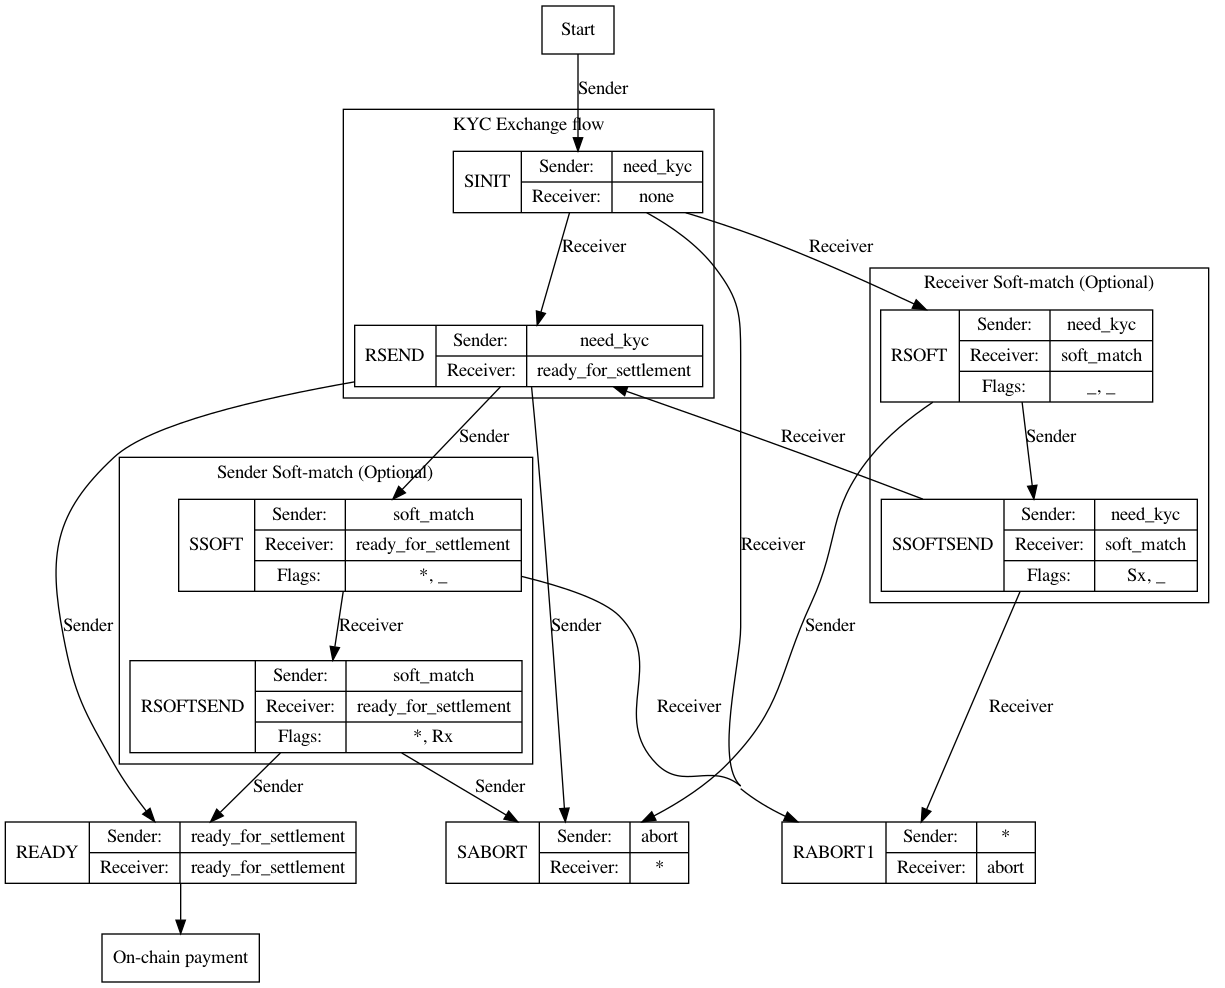 Start
Sender
KYC Exchange flow
SINIT
Sender: need_kyc
Receiver: none
Receiver
Receiver
Receiver Soft-match (Optional)
RSEND
Sender: need_kyc
Receiver: ready_for_settlement
RSOFT
Sender: need_kyc
Receiver: soft_match
Flags: _, _
Sender
Receiver
Sender
Sender Soft-match (Optional)
SSOFT
Sender: soft_match
Receiver: ready_for_settlement
Flags: *, _
Receiver
SSOFTSEND
Sender: need_kyc
Receiver: soft_match
Flags: Sx, _
Sender
Receiver
Sender
Sender
RSOFTSEND
Sender: soft_match
Receiver: ready_for_settlement
Flags: *, Rx
Receiver
Receiver
Sender
Sender
READY
Sender: ready_for_settlement
Receiver: ready_for_settlement
SABORT
Sender: abort
Receiver: *
RABORT1
Sender: *
Receiver: abort
On-chain payment